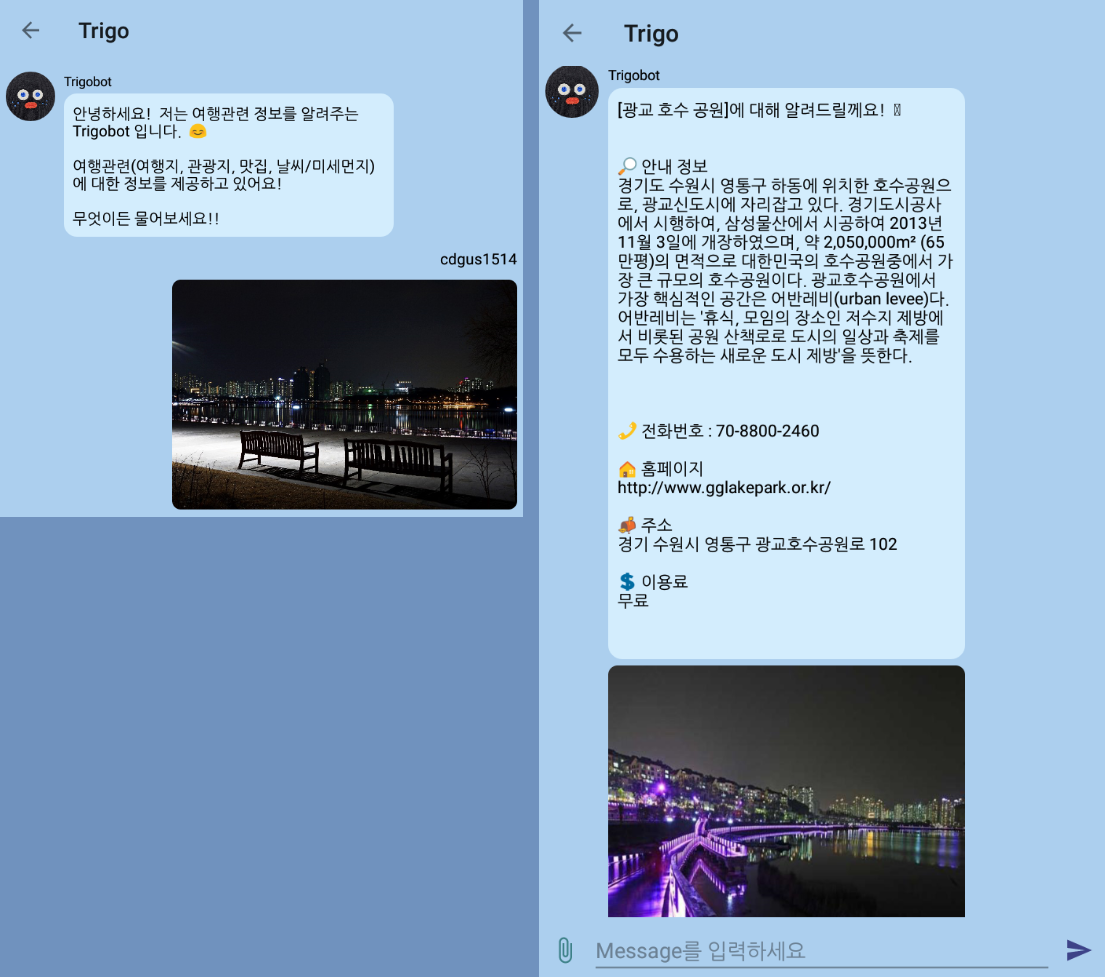 Trigo
Trigobot
안녕하세요! 저는 여행관련 정보를 알려주는
Trigobot 입니다. 😊
여행관련(여행지, 관광지, 맛집, 날씨/미세먼지)
에 대한 정보를 제공하고 있어요!
무엇이든 물어보세요!!
cdgus1514
Trigo
Trigobot
[광교 호수 공원]에 대해 알려드릴께요!
🔎 안내 정보
경기도 수원시 영통구 하동에 위치한 호수공원으
로, 광교신도시에 자리잡고 있다. 경기도시공사
에서 시행하여, 삼성물산에서 시공하여 2013년
11월 3일에 개장하였으며, 약 2,050,000m² (65
만평)의 면적으로 대한민국의 호수공원중에서 가
장 큰 규모의 호수공원이다. 광교호수공원에서
가장 핵심적인 공간은 어반레비(urban levee)다.
어반레비는 '휴식, 모임의 장소인 저수지 제방에
서 비롯된 공원 산책로로 도시의 일상과 축제를
모두 수용하는 새로운 도시 제방'을 뜻한다.
🤳 전화번호 : 70-8800-2460
🏠 홈페이지
http://www.gglakepark.or.kr/
📬 주소
경기 수원시 영통구 광교호수공원로 102
💲 이용료
무료
Message를 입력하세요